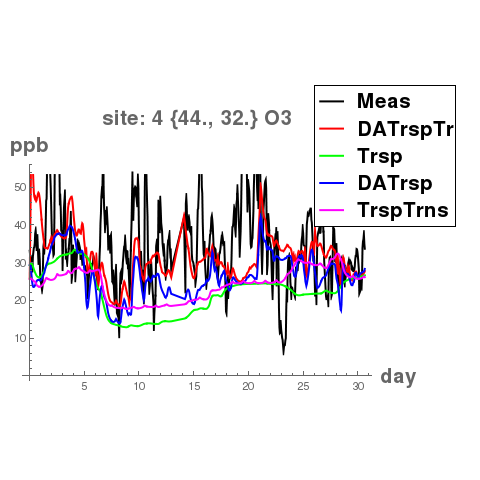 site: 4 {44., 32.} O3
ppb
Meas
DATrspTr
Trsp
DATrsp
TrspTrns
50
40
30
20
10
5
10
15
20
25
30
day